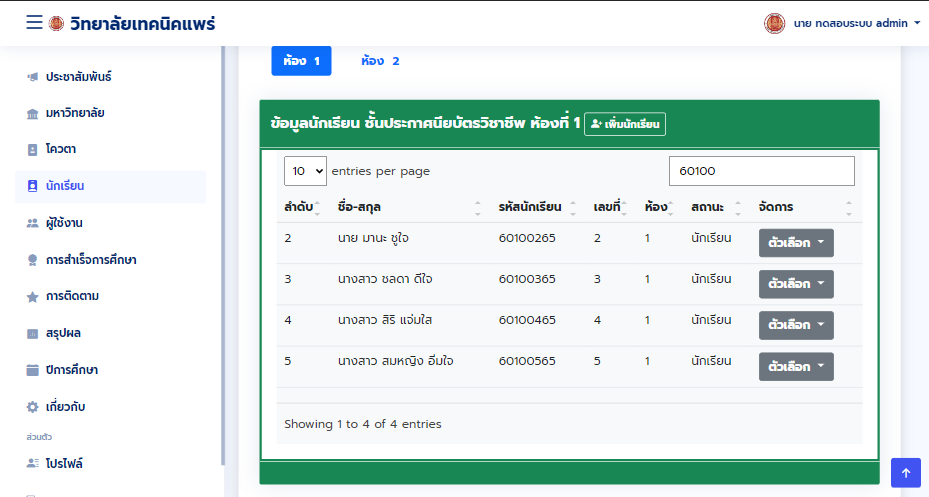 วิทยาลัยเทคนิคแพร่
นาย ทดสอบระบบ admin
ประชาสัมพันธ์
มหาวิทยาลัย
โควตา
นักเรียน
ผู้ใช้งาน
การสำเร็จการศึกษา
การติดตาม
สรุปผล
ปีการศึกษา
เกี่ยวกับ
ส่วนตัว
โปรไฟล์
ห้อง 1 ห้อง 2
ข้อมูลนักเรียน ชั้นประกาศนียบัตรวิชาชีพ ห้องที่ 1 เพิ่มนักเรียน
10 entries per page 60100
ลำดับ ชื่อ-สกุล รหัสนักเรียน เลขที่ ห้อง สถานะ จัดการ
2 นาย มานะ ชูใจ 60100265 2 1 นักเรียน ตัวเลือก
3 นางสาว ชลดา ดีใจ 60100365 3 1 นักเรียน ตัวเลือก
4 นางสาว สิริ แจ่มใส 60100465 4 1 นักเรียน ตัวเลือก
5 นางสาว สมหญิง อิ่มใจ 60100565 5 1 นักเรียน ตัวเลือก
Showing 1 to 4 of 4 entries